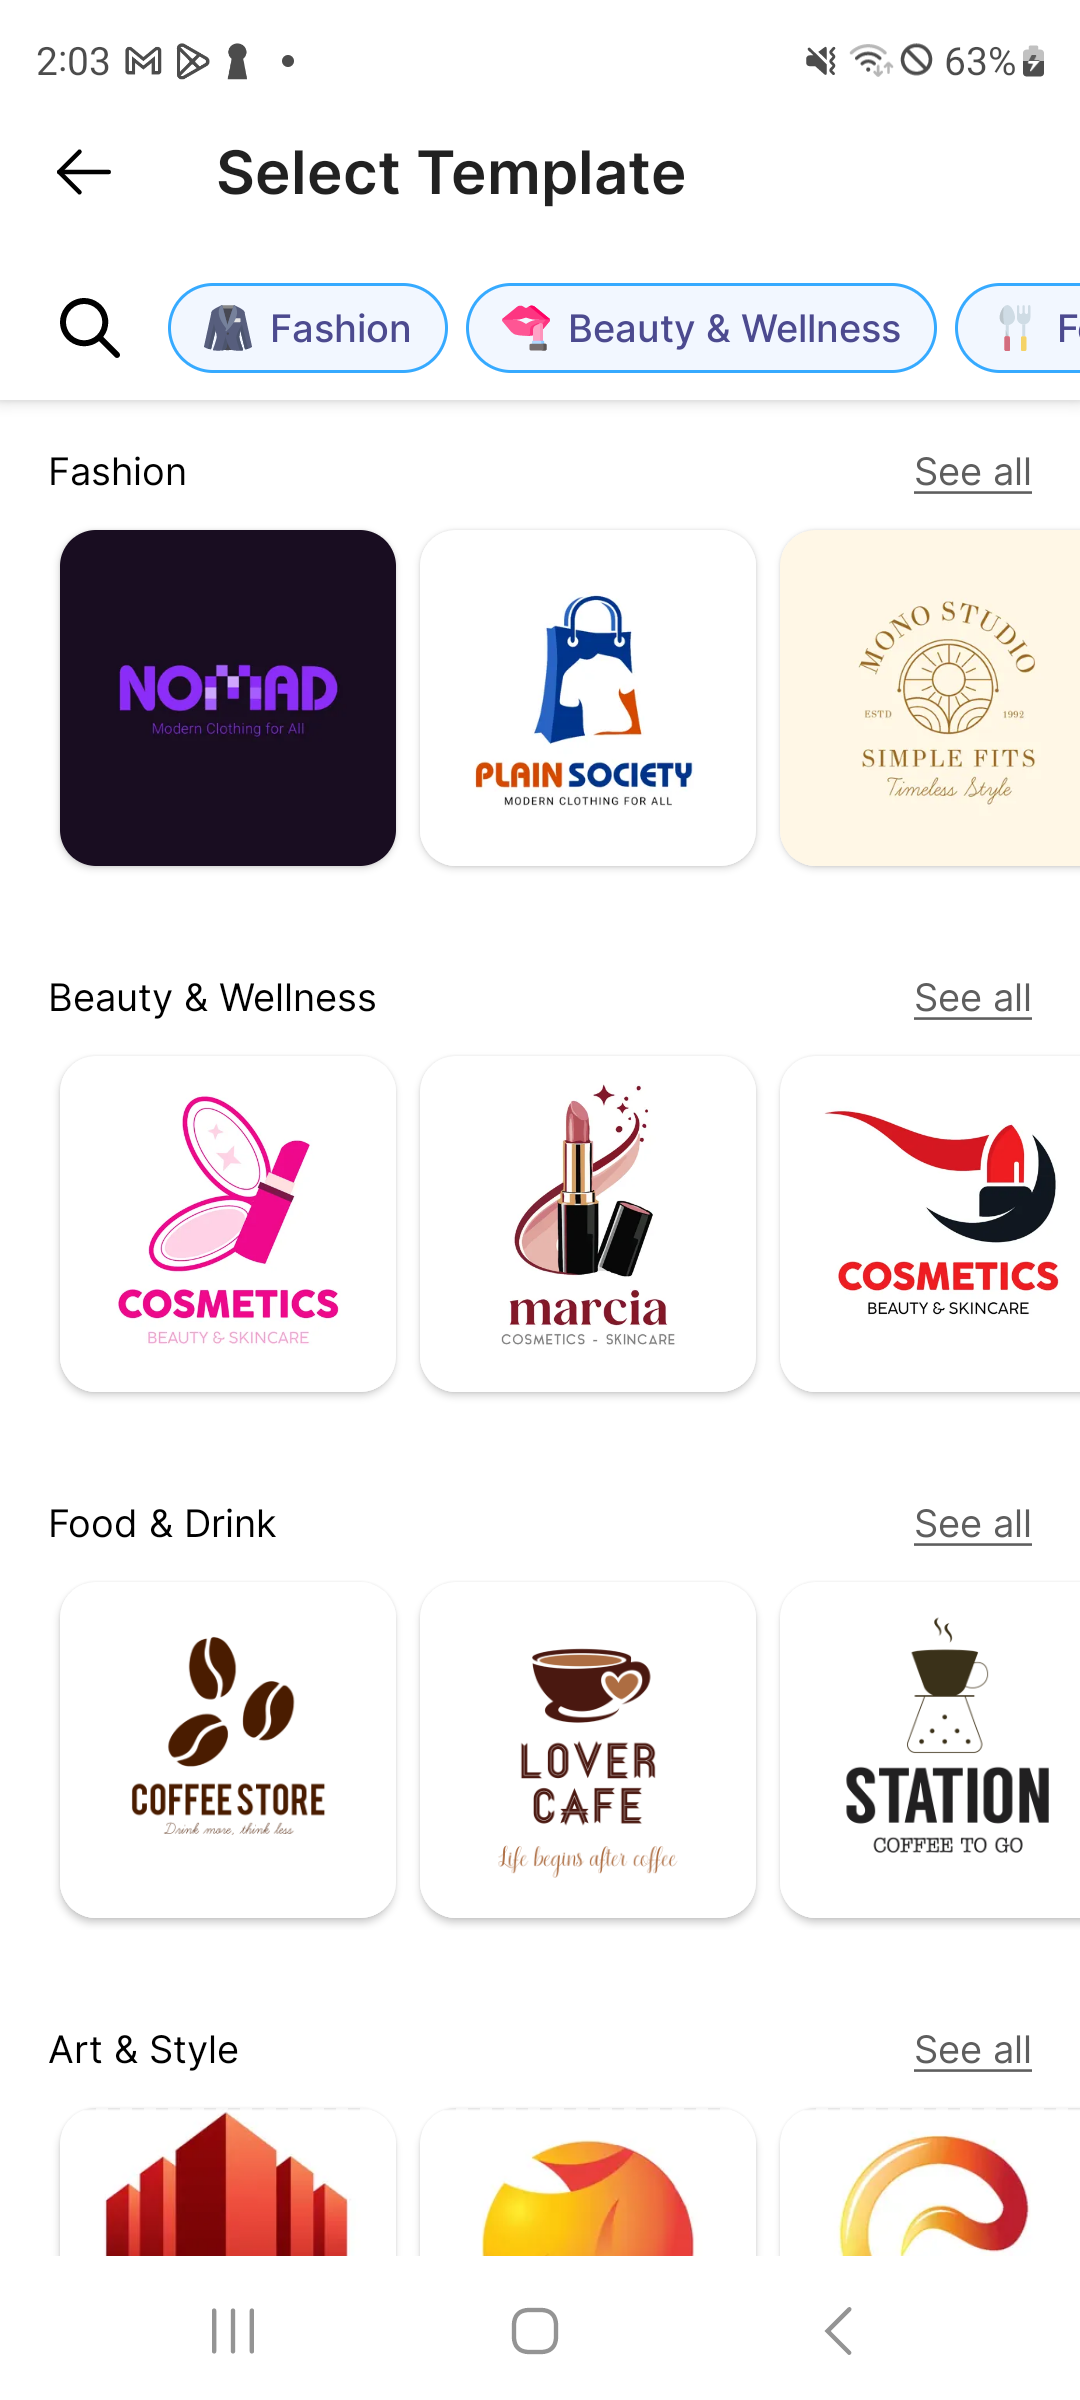 2:03
63%
Select Template
Fashion
Beauty & Wellness
Fashion
See all
NOMAD
Modern Clothing for All
PLAIN SOCIETY
MODERN CLOTHING FOR ALL
MONO STUDIO
ESTD 1992
SIMPLE FITS
Timeless Style
Beauty & Wellness
See all
COSMETICS
BEAUTY & SKINCARE
marcia
COSMETICS - SKINCARE
COSMETICS
BEAUTY & SKINCARE
Food & Drink
See all
COFFEE STORE
Drink more, think less
LOVER
CAFE
Life begins after coffee
STATION
COFFEE TO GO
Art & Style
See all